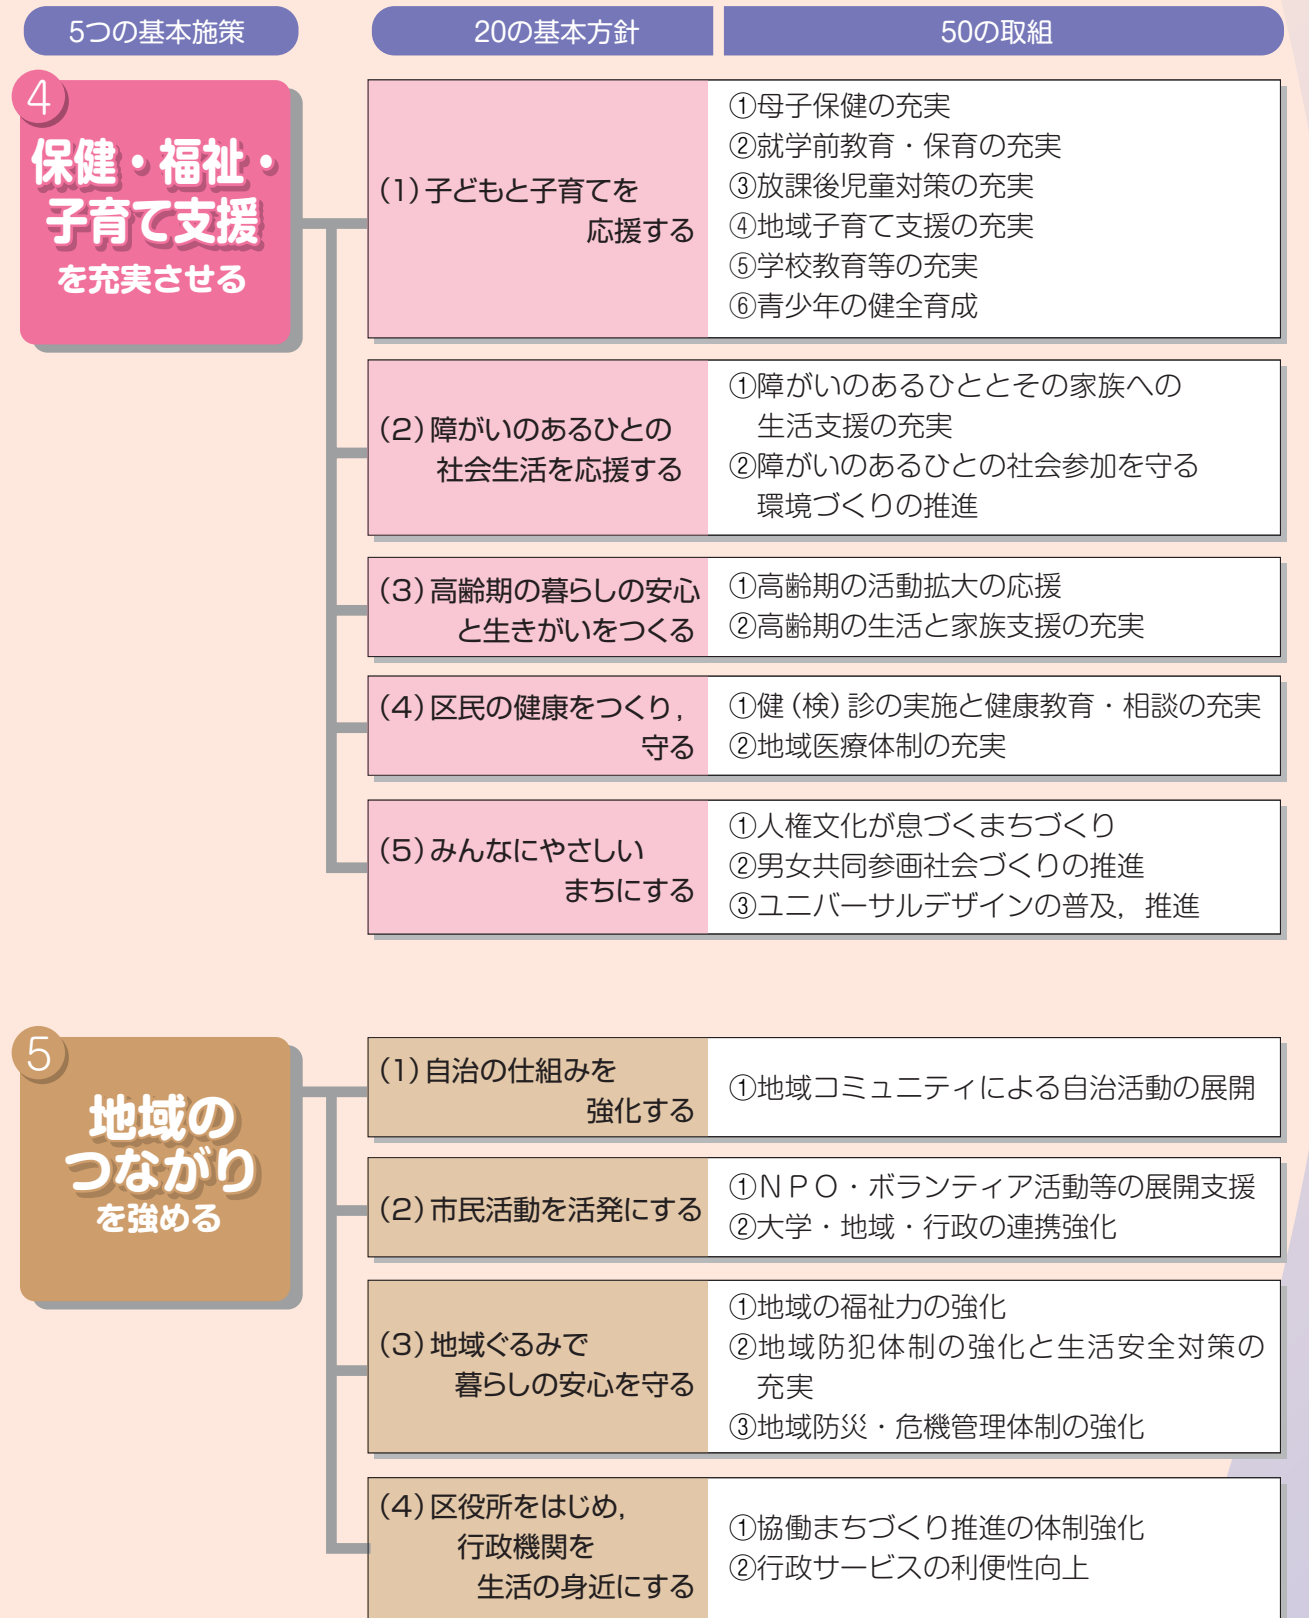 5つの基本施策
20の基本方針
50の取組
4
保健・福祉・
子育て支援
を充実させる
(1)子どもと子育てを
応援する
①母子保健の充実
②就学前教育・保育の充実
③放課後児童対策の充実
④地域子育て支援の充実
⑤学校教育等の充実
⑥青少年の健全育成
(2)障がいのあるひとの
社会生活を応援する
①障がいのあるひととその家族への
生活支援の充実
②障がいのあるひとの社会参加を守る
環境づくりの推進
(3)高齢期の暮らしの安心
と生きがいをつくる
①高齢期の活動拡大の応援
②高齢期の生活と家族支援の充実
(4)区民の健康をつくり,
守る
①健(検)診の実施と健康教育・相談の充実
②地域医療体制の充実
(5)みんなにやさしい
まちにする
①人権文化が息づくまちづくり
②男女共同参画社会づくりの推進
③ユニバーサルデザインの普及,推進
5
地域の
つながり
を強める
(1)自治の仕組みを
強化する
①地域コミュニティによる自治活動の展開
(2)市民活動を活発にする
①NPO・ボランティア活動等の展開支援
②大学・地域・行政の連携強化
(3)地域ぐるみで
暮らしの安心を守る
①地域の福祉力の強化
②地域防犯体制の強化と生活安全対策の
充実
③地域防災・危機管理体制の強化
(4)区役所をはじめ,
行政機関を
生活の身近にする
①協働まちづくり推進の体制強化
②行政サービスの利便性向上